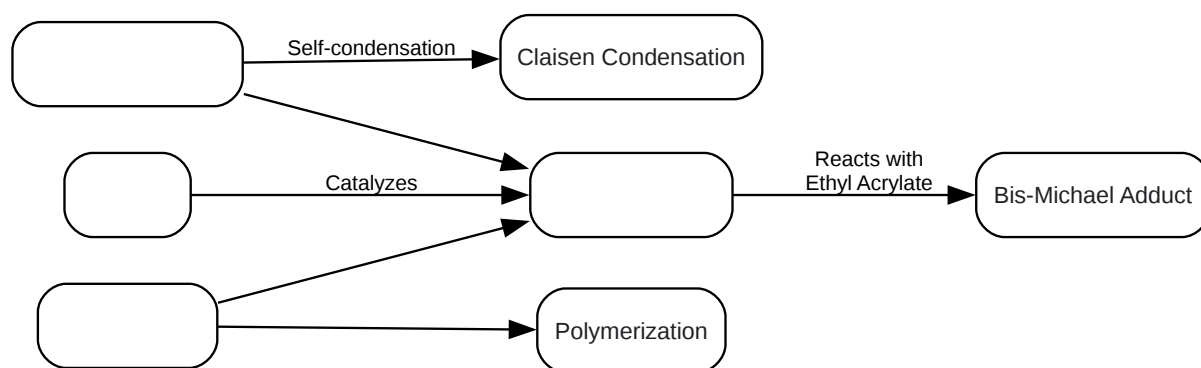 Self-condensation
Claisen Condensation
Catalyzes
Reacts with
Ethyl Acrylate
Bis-Michael Adduct
Polymerization